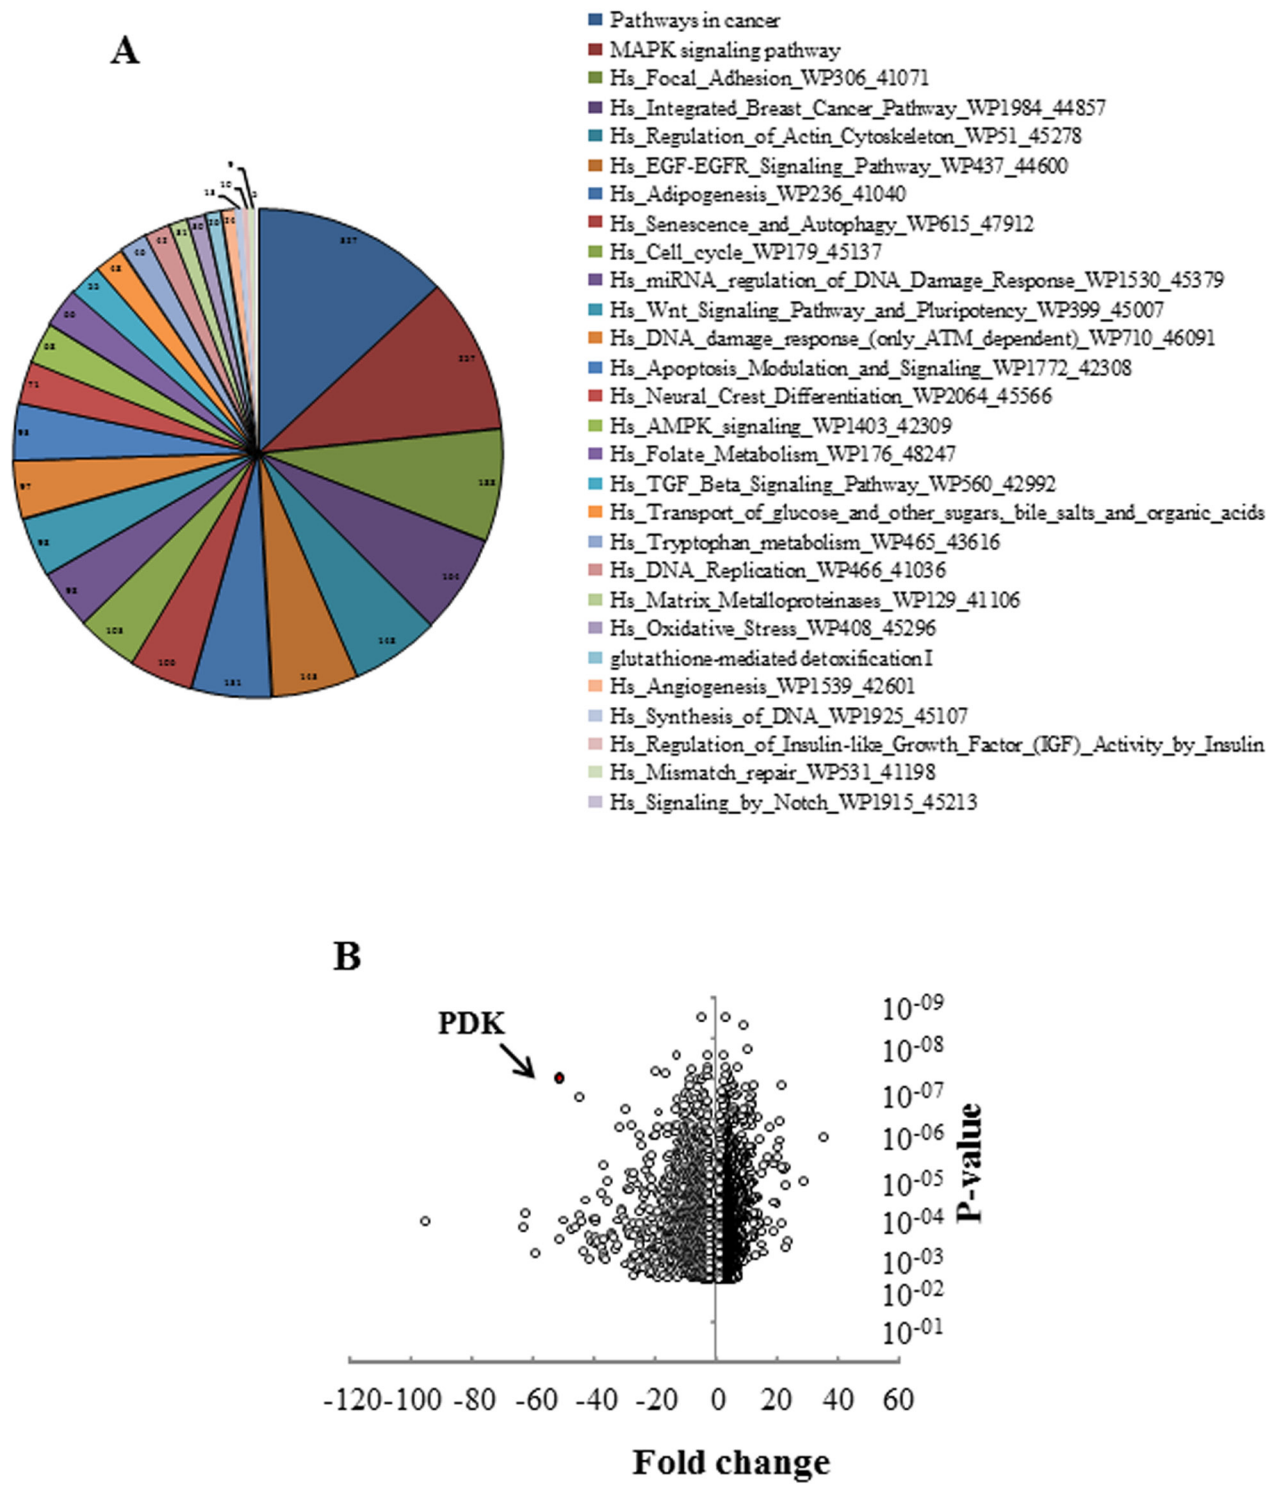 A
Pathways in cancer
MAPK signaling pathway
Hs_Focal_Adhesion_WP306_41071
Hs_Integrated_Breast_Cancer_Pathway_WP1984_44857
Hs_Regulation_of_Actin_Cytoskeleton_WP51_45278
Hs_EGF-EGFR_Signaling_Pathway_WP437_44600
Hs_Adipogenesis_WP236_41040
Hs_Senescence_and_Autophagy_WP615_47912
Hs_Cell_cycle_WP179_45137
Hs_miRNA_regulation_of_DNA_Damage_Response_WP1530_45379
Hs_Wnt_Signaling_Pathway_and_Pluripotency_WP399_45007
Hs_DNA_damage_response_(only_ATM_dependent)_WP710_46091
Hs_Apoptosis_Modulation_and_Signaling_WP1772_42308
Hs_Neural_Crest_Differentiation_WP2064_45566
Hs_AMPK_signaling_WP1403_42309
Hs_Folate_Metabolism_WP176_48247
Hs_TGF_Beta_Signaling_Pathway_WP560_42992
Hs_Transport_of_glucose_and_other_sugars,_bile_salts_and_organic_acids
Hs_Tryptophan_metabolism_WP465_43616
Hs_DNA_Replication_WP466_41036
Hs_Matrix_Metalloproteinases_WP129_41106
Hs_Oxidative_Stress_WP408_45296
glutathione-mediated detoxification I
Hs_Angiogenesis_WP1539_42601
Hs_Synthesis_of_DNA_WP1925_45107
Hs_Regulation_of_Insulin-like_Growth_Factor_(IGF)_Activity_by_Insulin
Hs_Mismatch_repair_WP531_41198
Hs_Signaling_by_Notch_WP1915_45213
B
PDK
10-09
10-08
10-07
10-06
10-05
10-04
10-03
10-02
10-01
P-value
-120 -100 -80 -60 -40 -20 0 20 40 60
Fold change